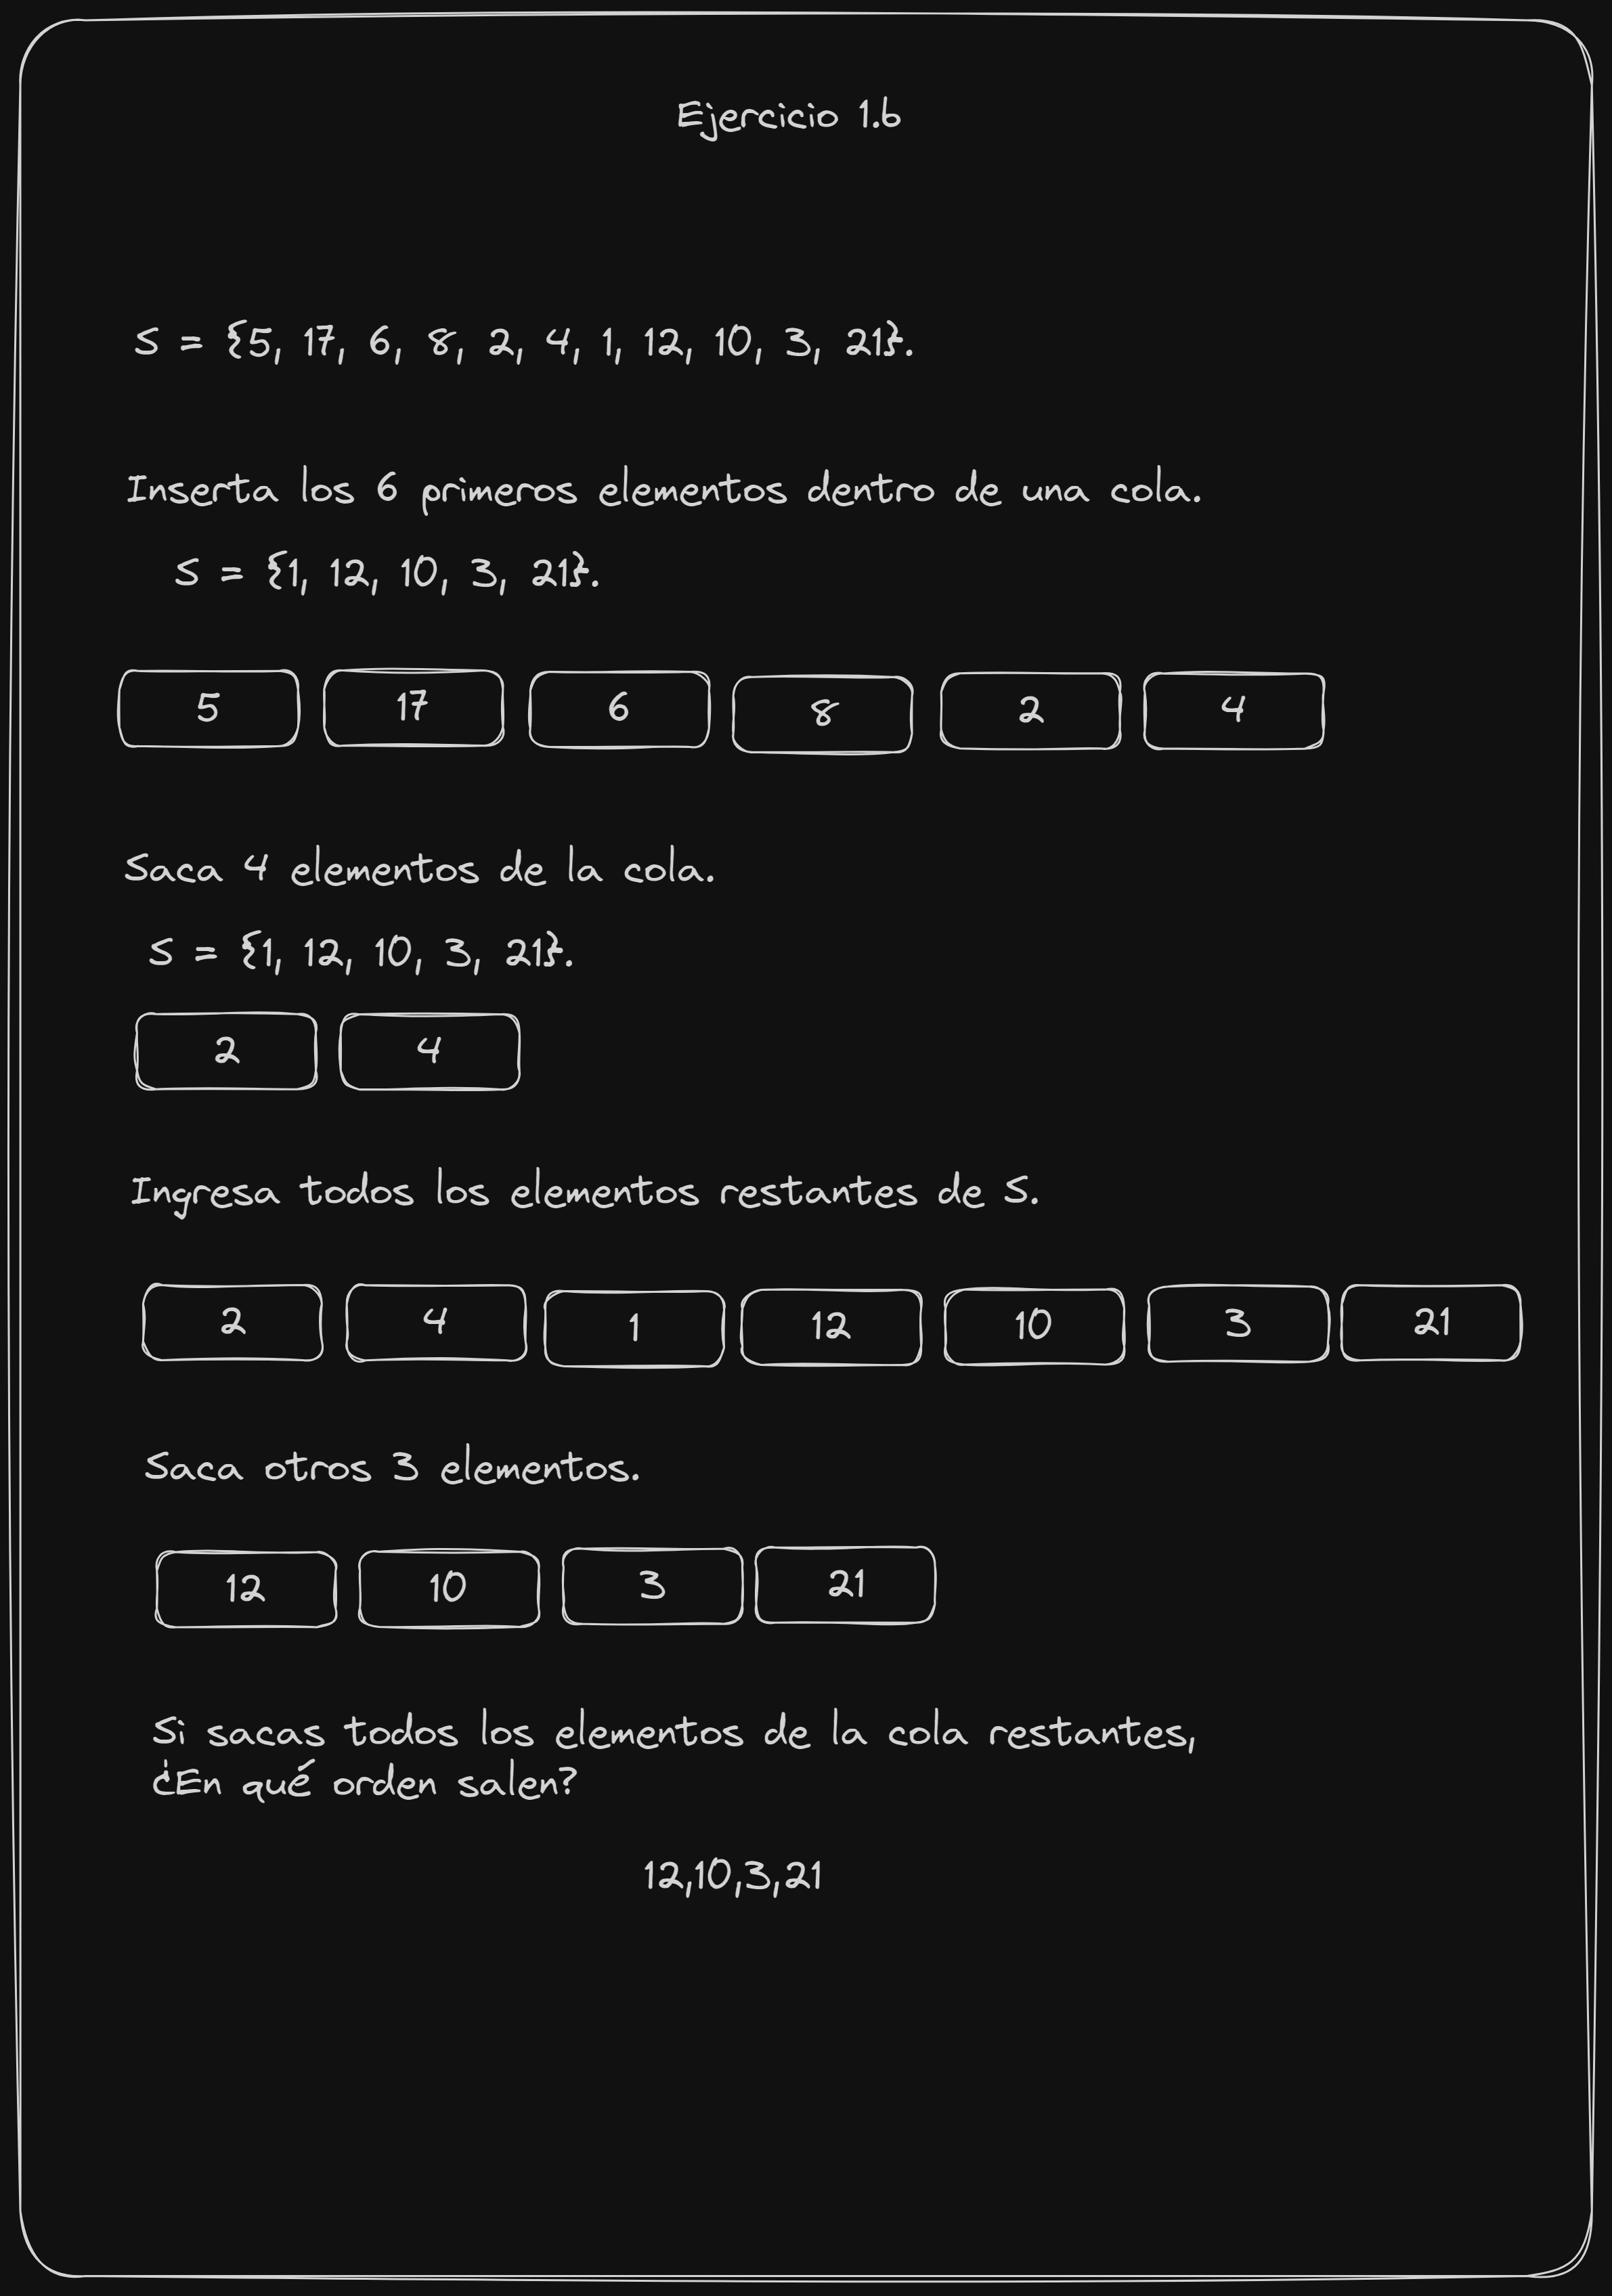 Ejercicio 1.b
S = {5, 17, 6, 8, 2, 4, 1, 12, 10, 3, 21}.
Inserta los 6 primeros elementos dentro de una cola.
S = {1, 12, 10, 3, 21}.
5 17 6 8 2 4
Saca 4 elementos de la cola.
S = {1, 12, 10, 3, 21}.
2 4
Ingresa todos los elementos restantes de S.
2 4 1 12 10 3 21
Saca otros 3 elementos.
12 10 3 21
Si sacas todos los elementos de la cola restantes,
¿En qué orden salen?
12,10,3,21